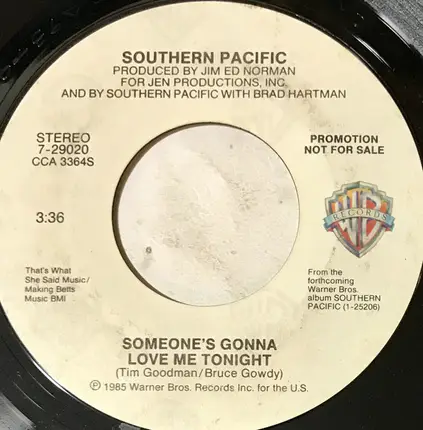 SOUTHERN PACIFIC
PRODUCED BY JIM ED NORMAN
FOR JEN PRODUCTIONS, INC.
AND BY SOUTHERN PACIFIC WITH BRAD HARTMAN
STEREO
7-29020
CCA 3364S
PROMOTION
NOT FOR SALE
3:36
WB
RECORDS
That's What
She Said Music/
Making Betts
Music BMI
From the
forthcoming
Warner Bros.
album SOUTHERN
PACIFIC (1-25206)
SOMEONE'S GONNA
LOVE ME TONIGHT
(Tim Goodman/Bruce Gowdy)
℗ 1985 Warner Bros. Records Inc. for the U.S.